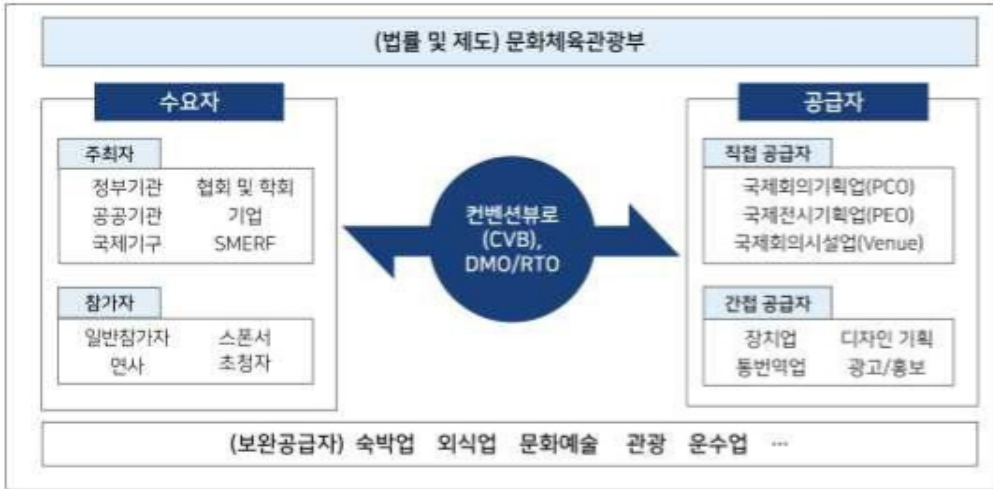 (법률 및 제도) 문화체육관광부
수요자
주최자
정부기관 협회 및 학회
공공기관 기업
국제기구 SMERF
참가자
일반참가자 스폰서
연사 초청자
컨벤션뷰로
(CVB),
DMO/RTO
공급자
직접 공급자
국제회의기획업(PCO)
국제전시기획업(PEO)
국제회의시설업(Venue)
간접 공급자
장치업 디자인 기획
통번역업 광고/홍보
(보완공급자) 숙박업 외식업 문화예술 관광 운수업 ···